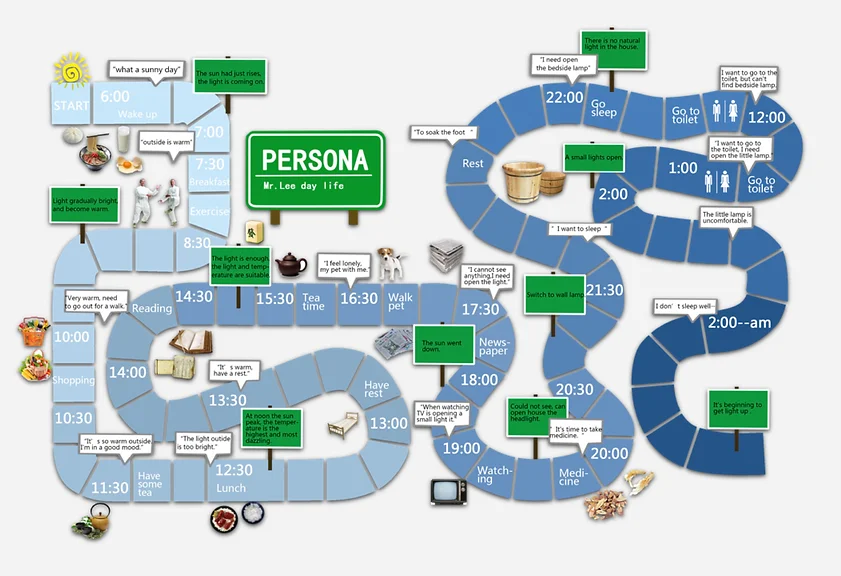 "what a sunny day"
The sun had just rises,
the light is coming on.
START
6:00
Wake up
7:00
"outside is warm"
7:30
Breakfast
Exercise
Light gradually bright,
and become warm.
8:30
PERSONA
Mr.Lee day life
"Very warm, need
to go out for a walk."
10:00
Shopping
10:30
"It' s so warm outside.
I'm in a good mood."
11:30
Have
some
tea
"The light outide
is too bright."
12:30
Lunch
At noon the sun
peak, the temper-
ature is the
highest and most
dazzling.
13:00
Have
rest
"It' s warm,
have a rest."
13:30
14:00
Reading
14:30
The light is enough,
the light and temp-
erature are suitable.
15:30
Tea
time
"I feel lonely,
my pet with me."
16:30
Walk
pet
"I cannot see
anything,I need
open the light."
17:30
News-
paper
The sun went
down.
18:00
"When watching
TV is opening a
small light it."
19:00
Watch-
ing
Could not see, can
open house the
headlight.
"It's time to take
medicine. "
Medi-
cine
20:00
20:30
Switch to wall lamp
21:30
" I want to sleep "
"To soak the foot "
Rest
"I need open
the bedside lamp"
22:00
There is no natural
light in the house.
Go
sleep
Go to
toilet
I want to go to the
toilet, but can't
find bedside lamp.
12:00
"I want to go to
the toilet, I need
open the little lamp."
1:00
Go to
toilet
A small lights open.
2:00
The little lamp is
uncomfortable.
I don' t sleep well~
2:00--am
It's beginning to
get light up .